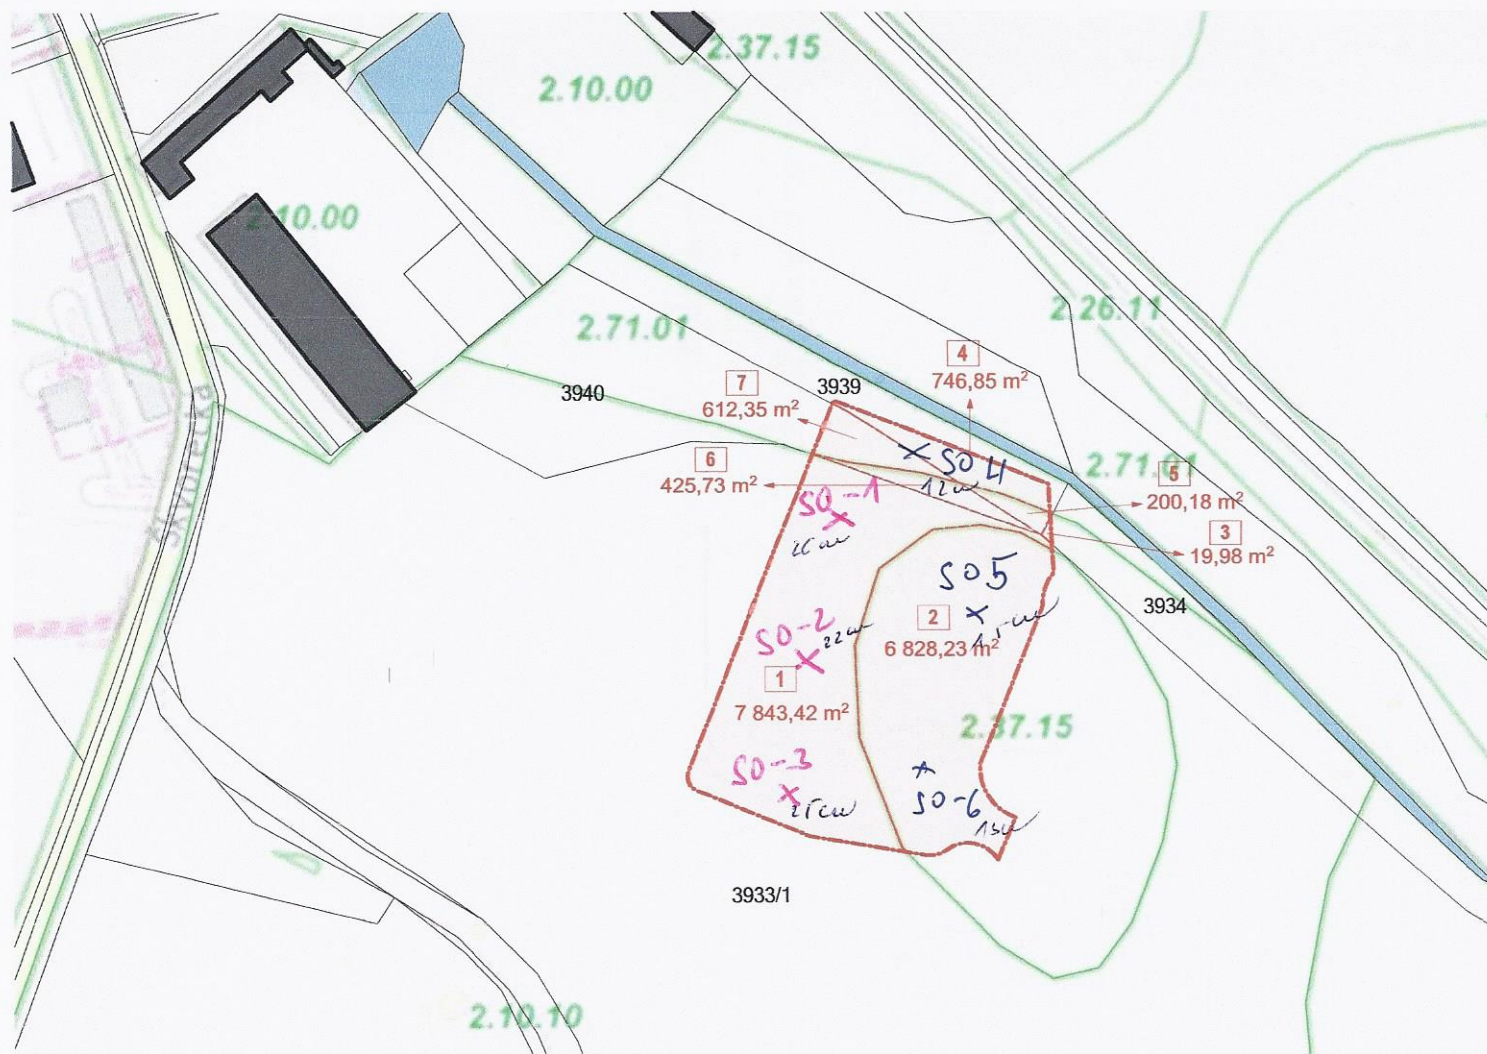 2.37.15
2.10.00
2.10.00
2.26.11
2.71.01
4
746,85 m²
7
612,35 m²
3939
3940
SO 4
12cm
2.71.01
6
425,73 m²
5
200,18 m²
SO-1
3
19,98 m²
SO5
3934
SO-2
22cm
2
6 828,23 m²
1
7 843,42 m²
2.37.15
SO-3
25cm
SO-6
3933/1
2.10.10